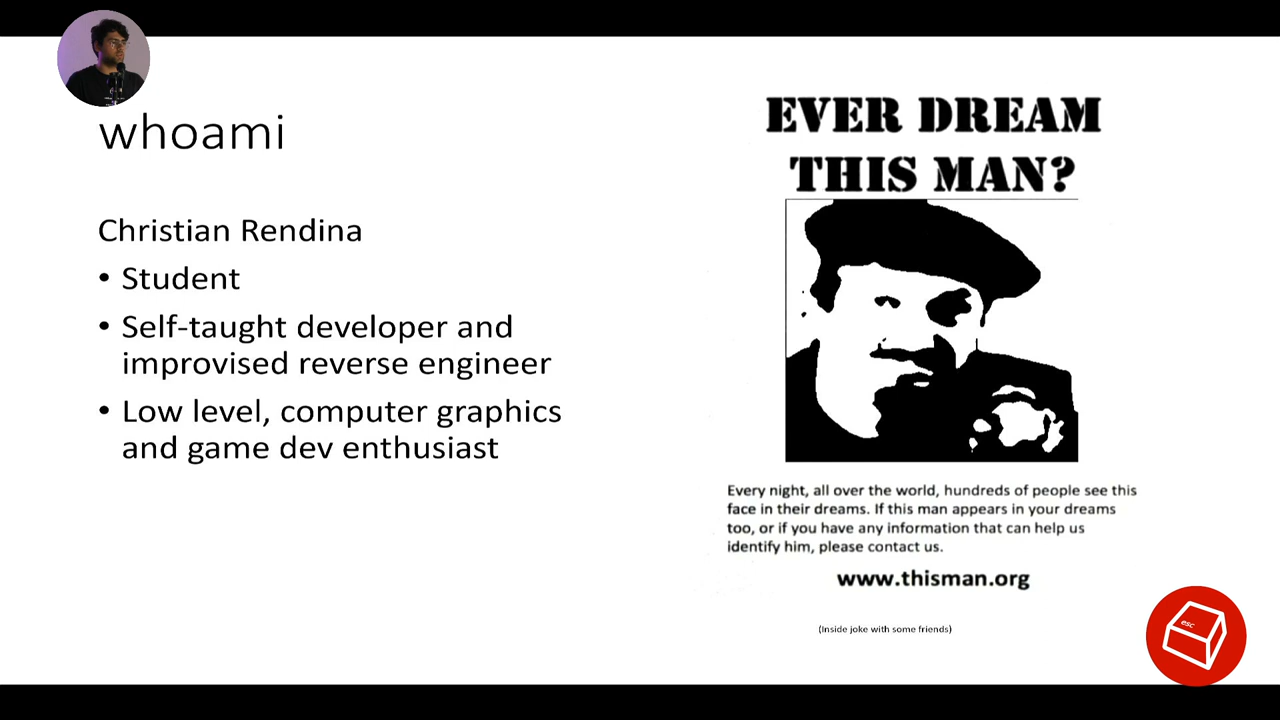 whoami
Christian Rendina
• Student
• Self-taught developer and
improvised reverse engineer
• Low level, computer graphics
and game dev enthusiast
EVER DREAM
THIS MAN?
Every night, all over the world, hundreds of people see this
face in their dreams. If this man appears in your dreams
too, or if you have any information that can help us
identify him, please contact us.
www.thisman.org
(Inside joke with some friends)
esc